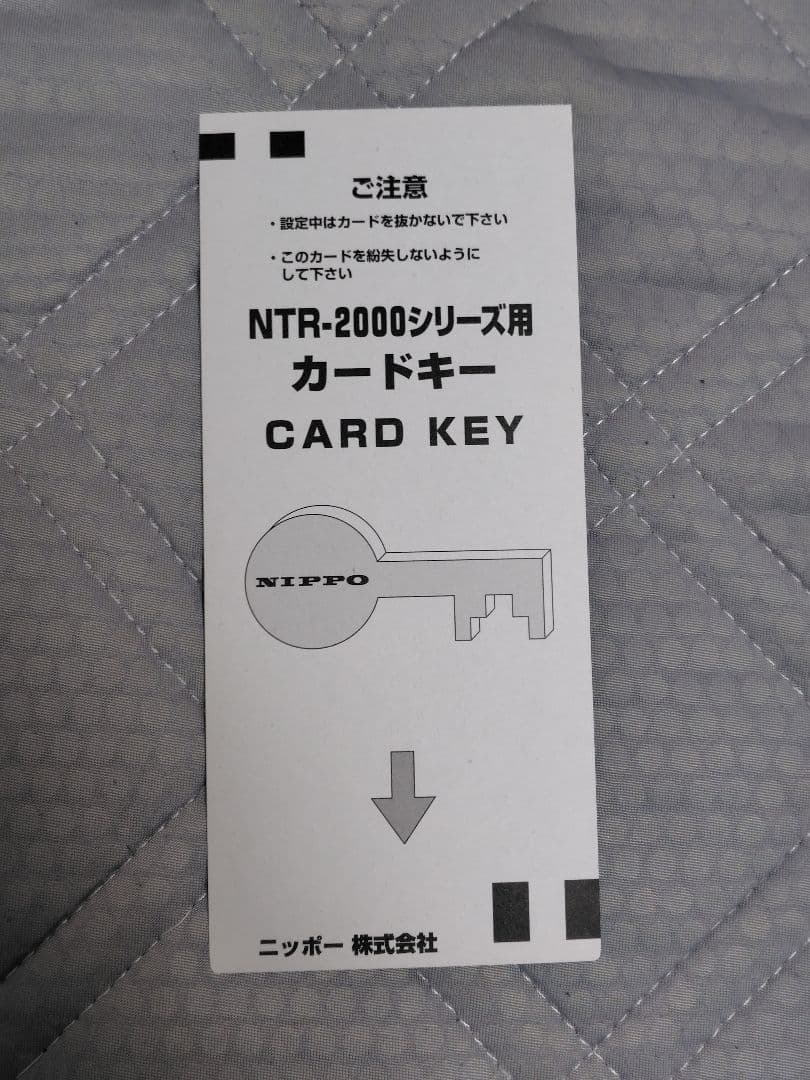 ご注意
・設定中はカードを抜かないで下さい
・このカードを紛失しないように
して下さい
NTR-2000シリーズ用
カードキー
CARD KEY
NIPPO
ニッポー 株式会社